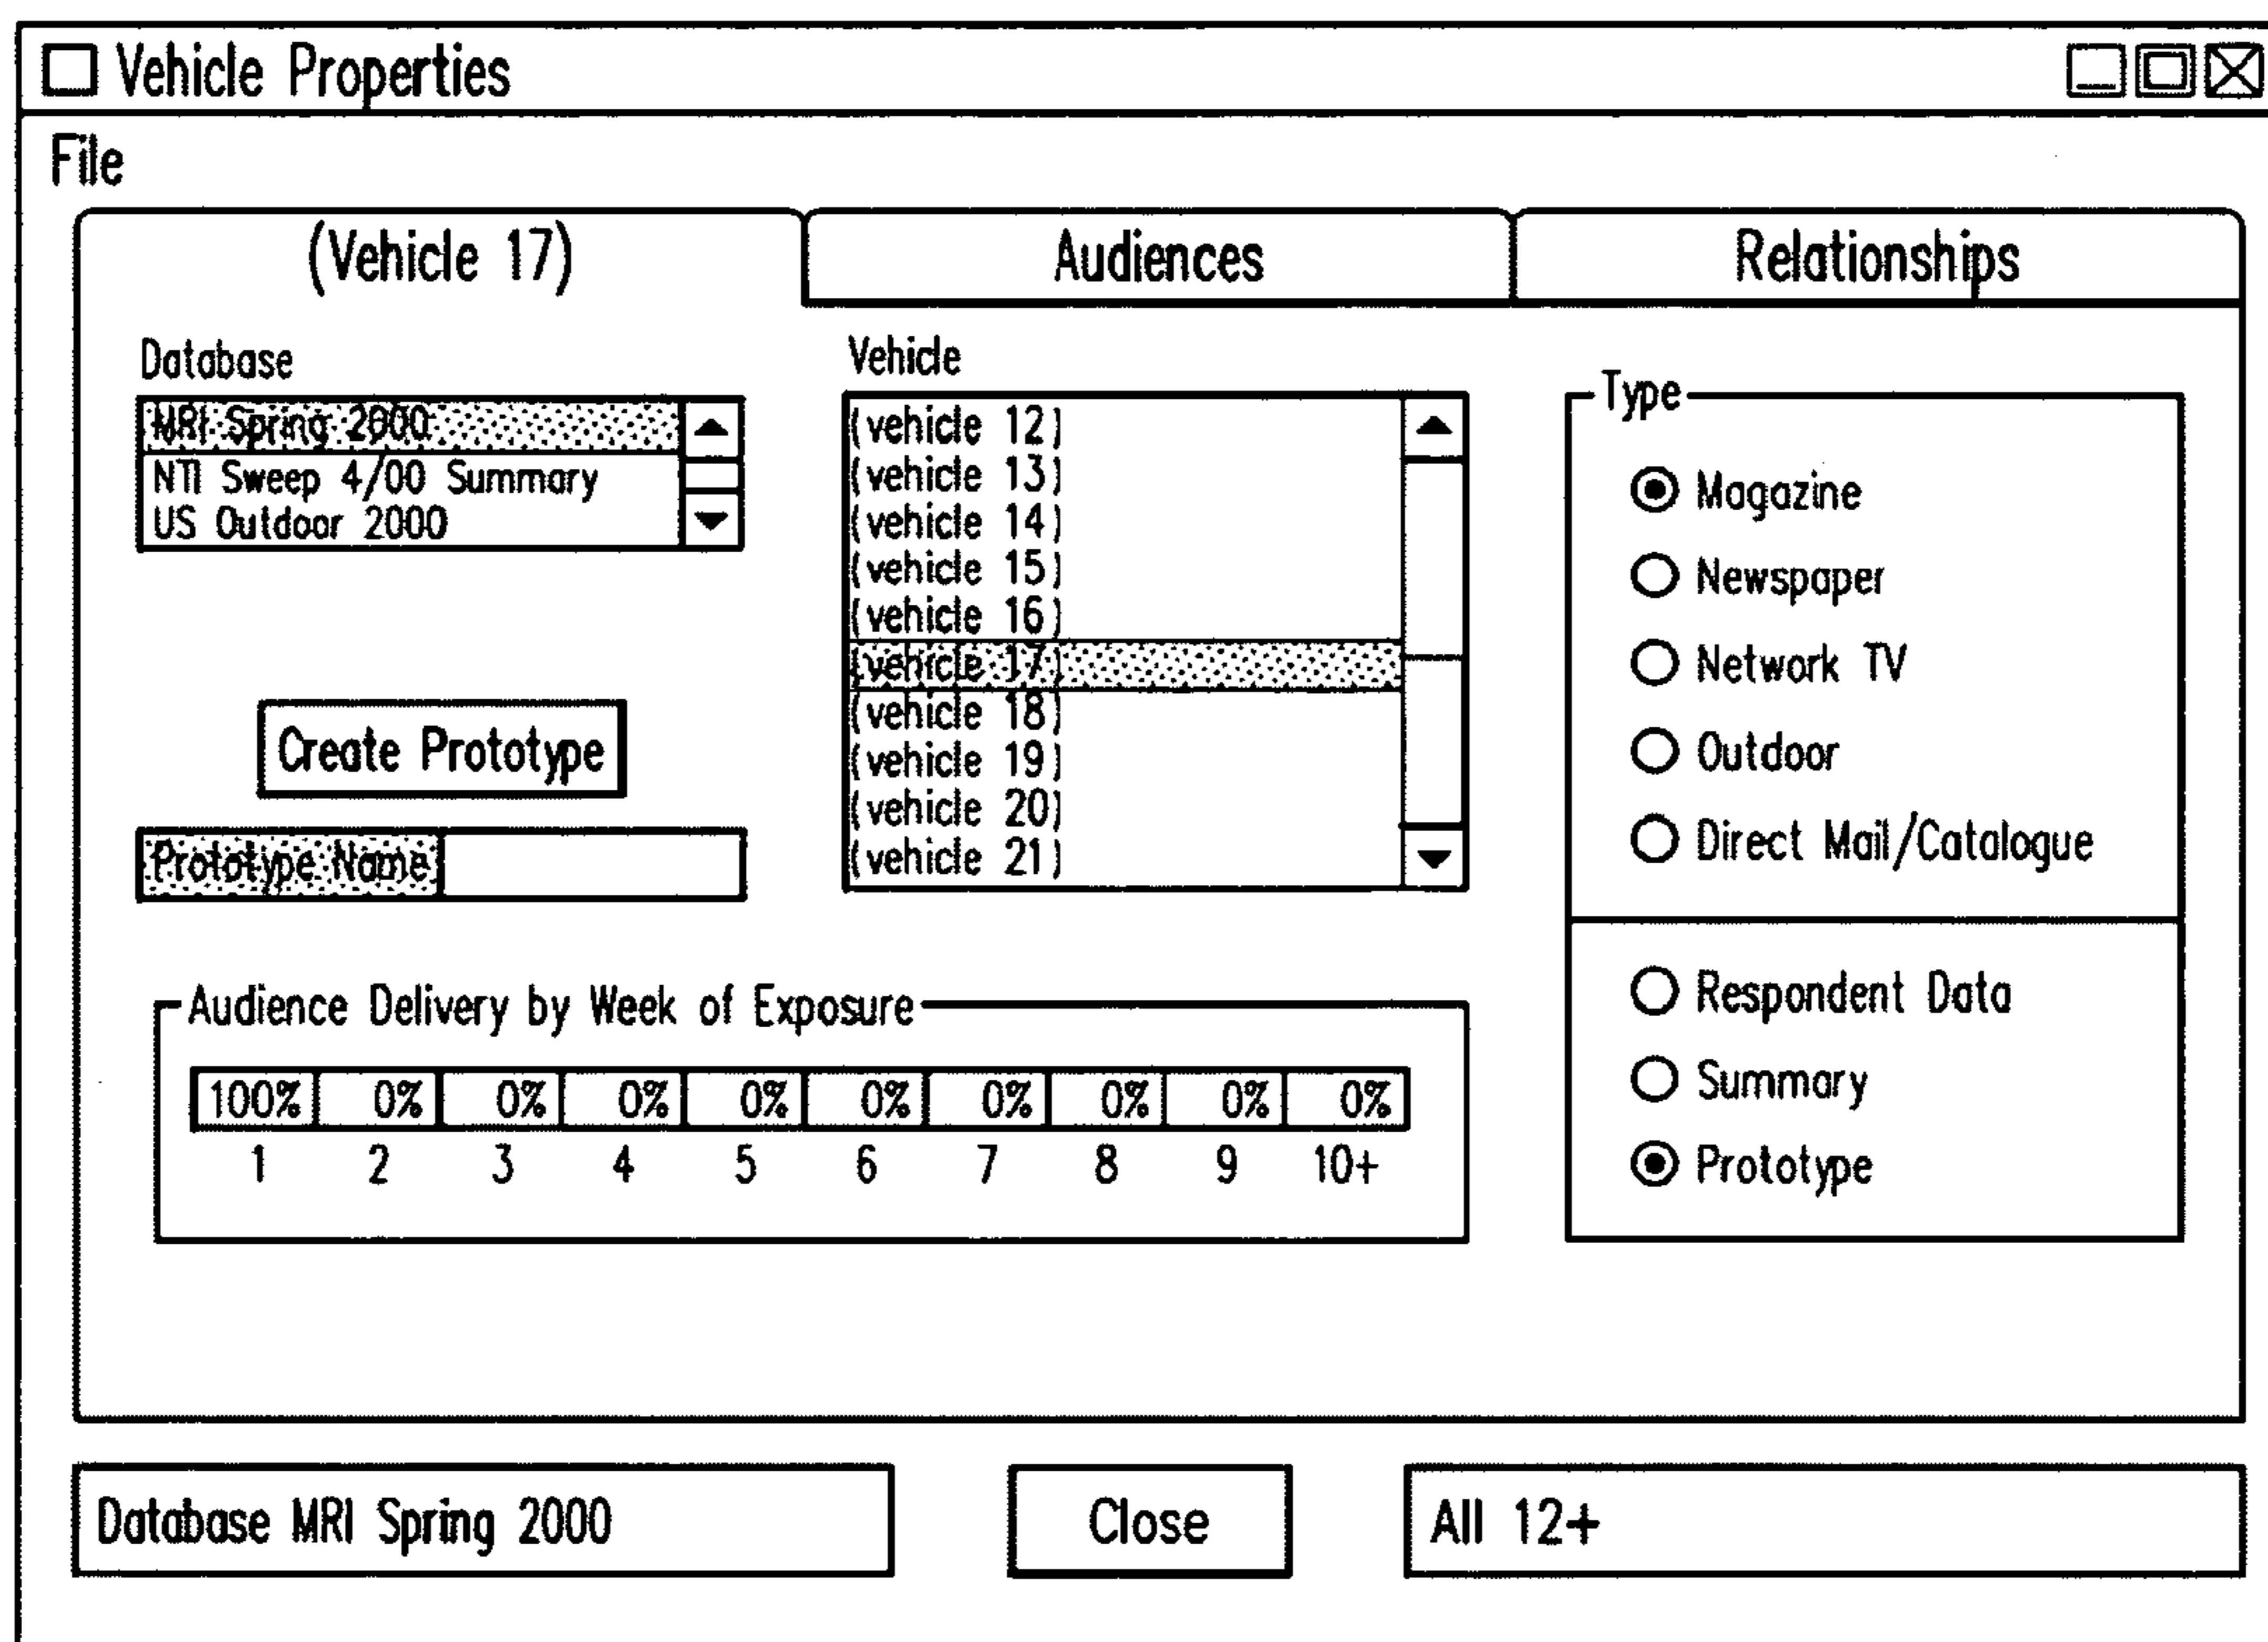 Vehicle Properties
File
(Vehicle 17)
Audiences
Relationships
Database
MRI Spring 2000
NTI Sweep 4/00 Summary
US Outdoor 2000
Create Prototype
Prototype Name
Vehicle
(vehicle 12)
(vehicle 13)
(vehicle 14)
(vehicle 15)
(vehicle 16)
(vehicle 17)
(vehicle 18)
(vehicle 19)
(vehicle 20)
(vehicle 21)
Type
Magazine
Newspaper
Network TV
Outdoor
Direct Mail/Catalogue
Respondent Data
Summary
Prototype
Audience Delivery by Week of Exposure
100% 0% 0% 0% 0% 0% 0% 0% 0% 0%
1 2 3 4 5 6 7 8 9 10+
Database MRI Spring 2000
Close
All 12+